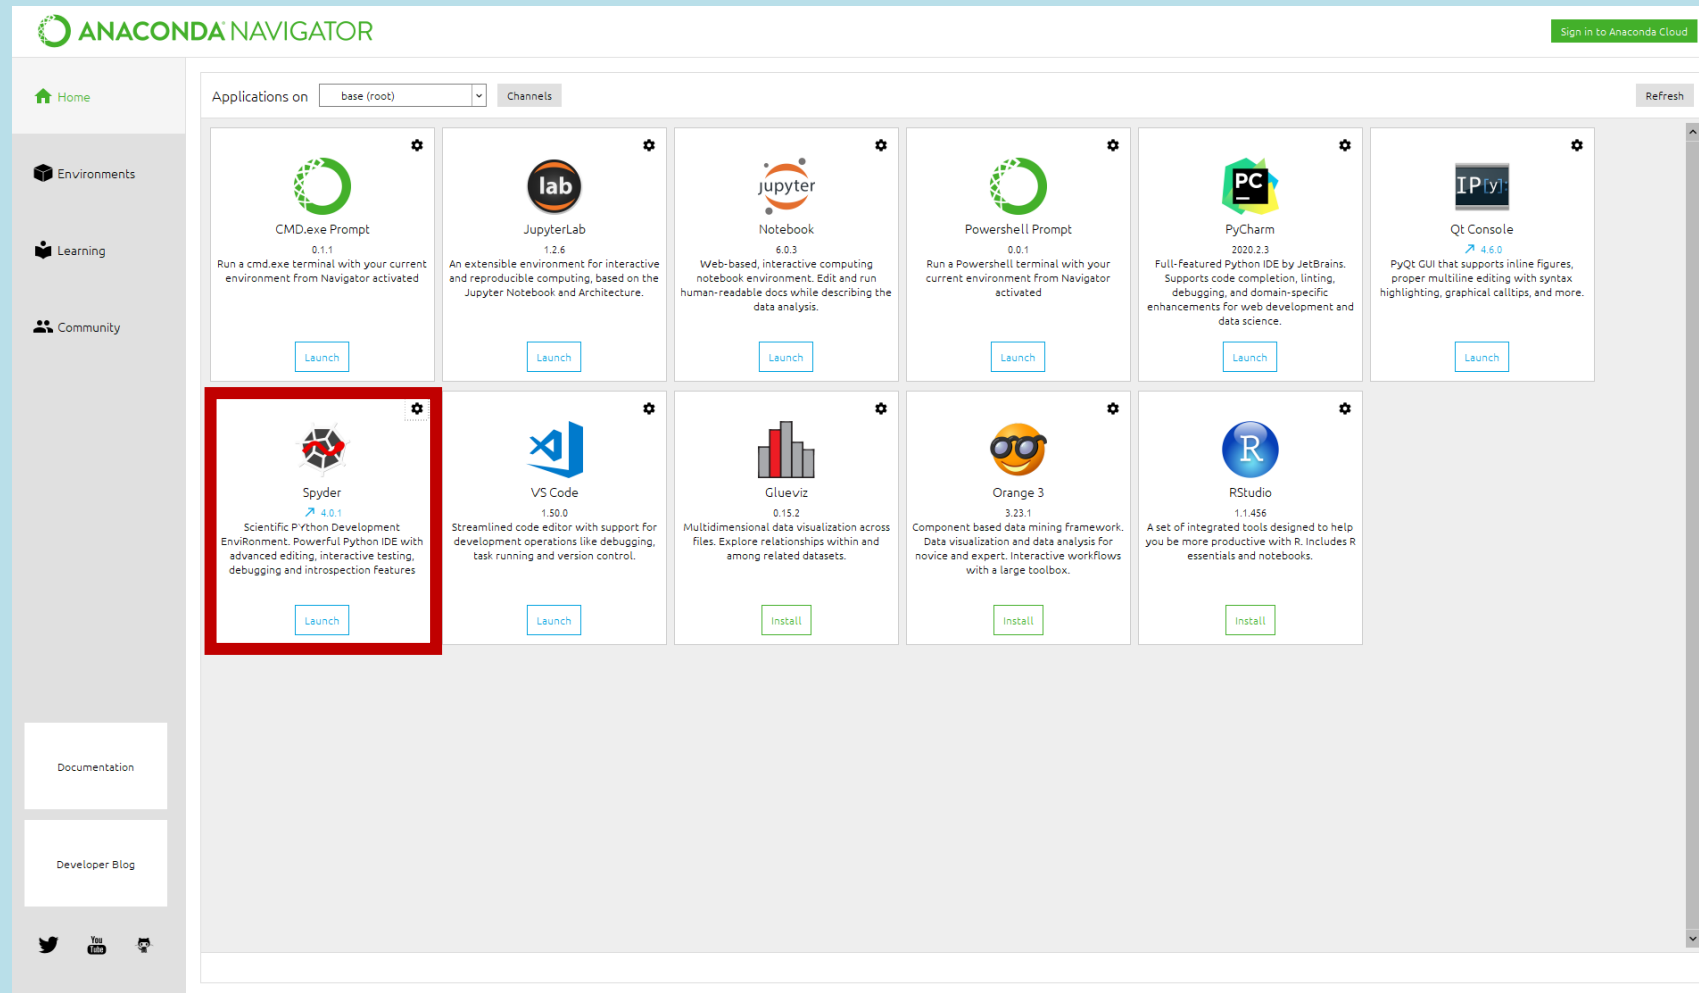 ANACONDA NAVIGATOR
Sign in to Anaconda Cloud
Home
Environments
Learning
Community
Documentation
Developer Blog
You
Tube
Applications on
base (root)
Channels
Refresh
CMD.exe Prompt
0.1.1
Run a cmd.exe terminal with your current
environment from Navigator activated
Launch
lab
JupyterLab
1.2.6
An extensible environment for interactive
and reproducible computing, based on the
Jupyter Notebook and Architecture.
Launch
jupyter
Notebook
6.0.3
Web-based, interactive computing
notebook environment. Edit and run
human-readable docs while describing the
data analysis.
Launch
Powershell Prompt
0.0.1
Run a Powershell terminal with your
current environment from Navigator
activated
Launch
PC
PyCharm
2020.2.3
Full-featured Python IDE by JetBrains.
Supports code completion, linting,
debugging, and domain-specific
enhancements for web development and
data science.
Launch
IP[y]:
Qt Console
4.6.0
PyQt GUI that supports inline figures,
proper multiline editing with syntax
highlighting, graphical calltips, and more.
Launch
Spyder
4.0.1
Scientific PYthon Development
EnviRonment. Powerful Python IDE with
advanced editing, interactive testing,
debugging and introspection features
Launch
VS Code
1.50.0
Streamlined code editor with support for
development operations like debugging,
task running and version control.
Launch
Glueviz
0.15.2
Multidimensional data visualization across
files. Explore relationships within and
among related datasets.
Install
Orange 3
3.23.1
Component based data mining framework.
Data visualization and data analysis for
novice and expert. Interactive workflows
with a large toolbox.
Install
R
RStudio
1.1.456
A set of integrated tools designed to help
you be more productive with R. Includes R
essentials and notebooks.
Install